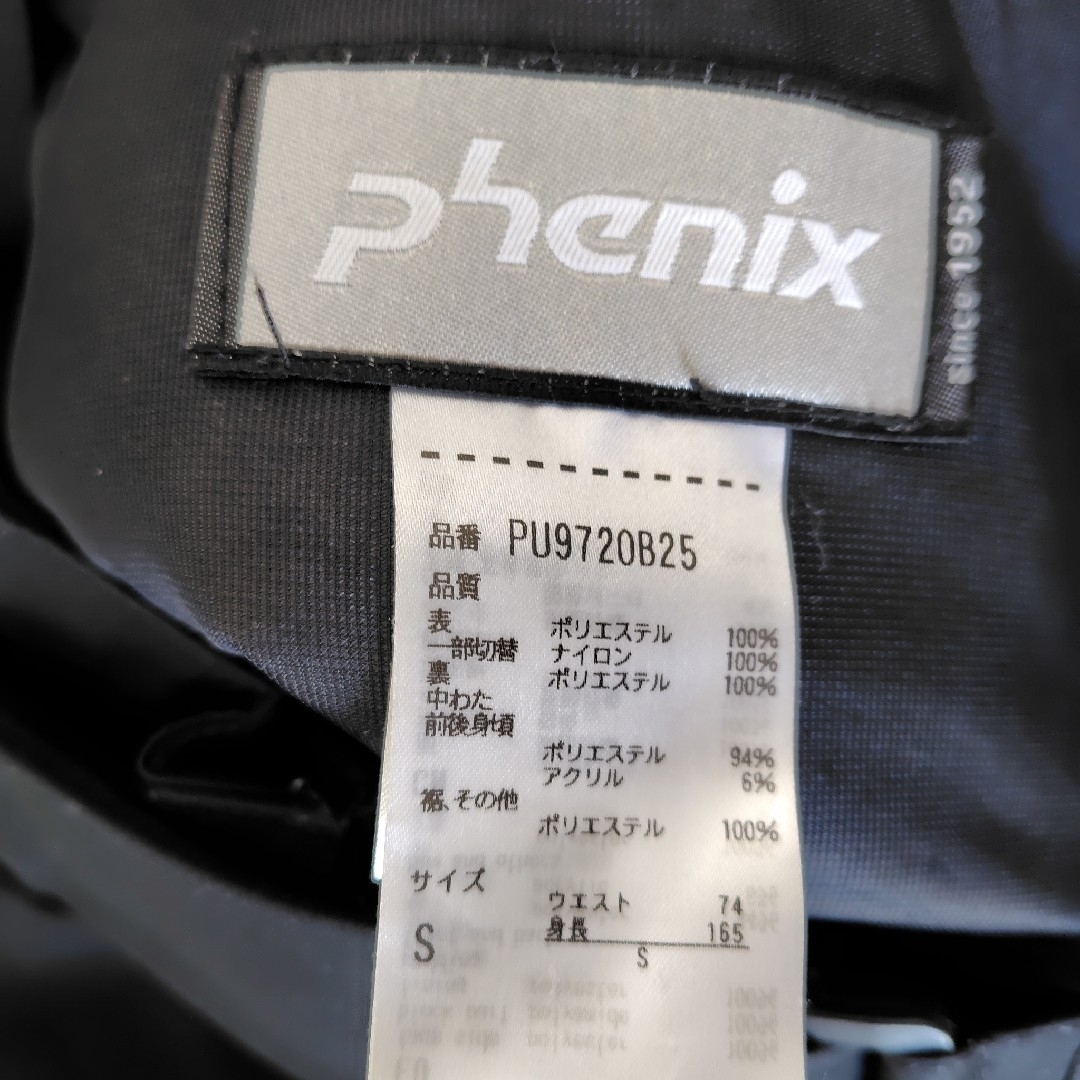 phenix
since 1952
品番 PU9720B25
品質
表 ポリエステル 100%
一部切替 ナイロン 100%
裏 ポリエステル 100%
中わた
前後身頃
ポリエステル 94%
アクリル 6%
裾、その他
ポリエステル 100%
サイズ
ウエスト 74
身長 165
S
S